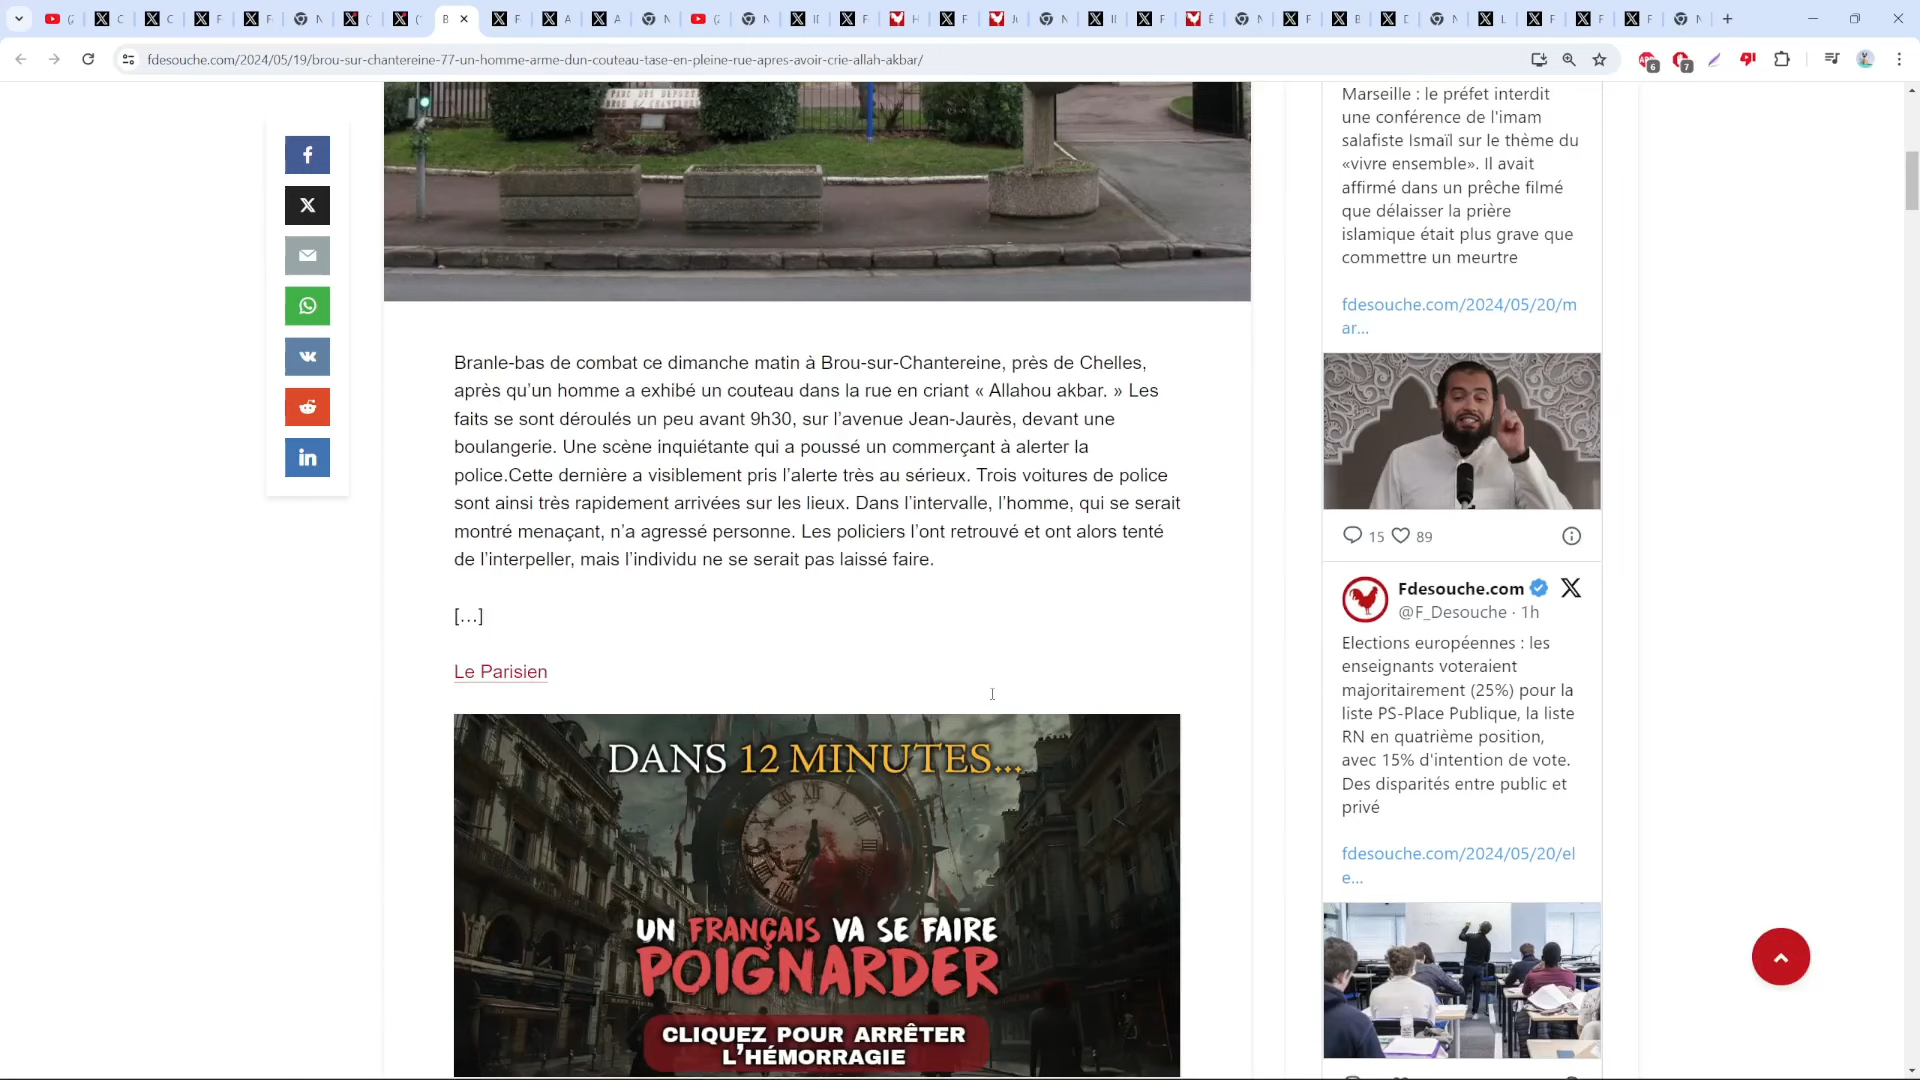 fdesouche.com/2024/05/19/brou-sur-chantereine-77-un-homme-arme-dun-couteau-tase-en-pleine-rue-apres-avoir-crie-allah-akbar/
6
7
Branle-bas de combat ce dimanche matin à Brou-sur-Chantereine, près de Chelles,
après qu’un homme a exhibé un couteau dans la rue en criant « Allahou akbar. » Les
faits se sont déroulés un peu avant 9h30, sur l’avenue Jean-Jaurès, devant une
boulangerie. Une scène inquiétante qui a poussé un commerçant à alerter la
police.Cette dernière a visiblement pris l’alerte très au sérieux. Trois voitures de police
sont ainsi très rapidement arrivées sur les lieux. Dans l’intervalle, l’homme, qui se serait
montré menaçant, n’a agressé personne. Les policiers l’ont retrouvé et ont alors tenté
de l’interpeller, mais l’individu ne se serait pas laissé faire.
[…]
Le Parisien
DANS 12 MINUTES...
UN FRANÇAIS VA SE FAIRE
POIGNARDER
CLIQUEZ POUR ARRÊTER
L'HÉMORRAGIE
Marseille : le préfet interdit
une conférence de l'imam
salafiste Ismaïl sur le thème du
«vivre ensemble». Il avait
affirmé dans un prêche filmé
que délaisser la prière
islamique était plus grave que
commettre un meurtre
fdesouche.com/2024/05/20/m
ar...
15 89
Fdesouche.com
@F_Desouche · 1h
Elections européennes : les
enseignants voteraient
majoritairement (25%) pour la
liste PS-Place Publique, la liste
RN en quatrième position,
avec 15% d'intention de vote.
Des disparités entre public et
privé
fdesouche.com/2024/05/20/el
e...